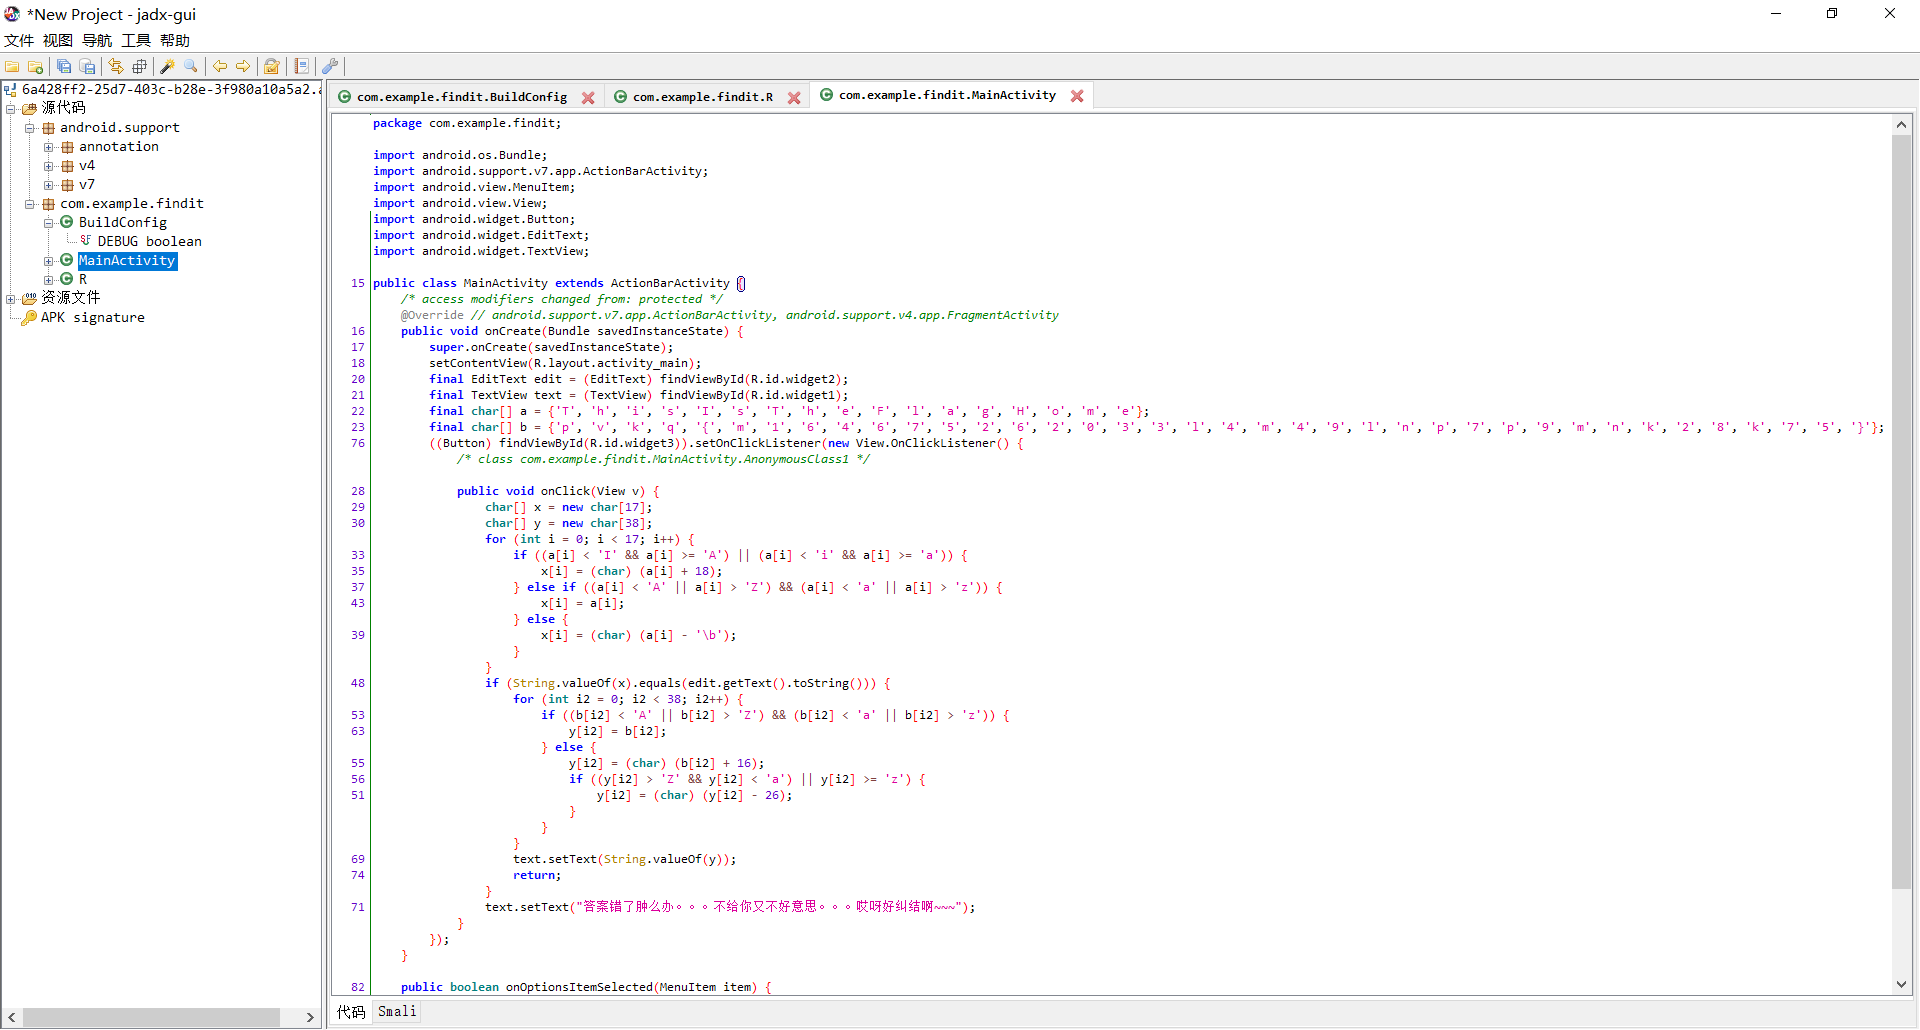 *New Project - jadx-gui
文件 视图 导航 工具 帮助
6a428ff2-25d7-403c-b28e-3f980a10a5a2.a
源代码
android.support
annotation
v4
v7
com.example.findit
BuildConfig
DEBUG boolean
MainActivity
R
资源文件
APK signature
com.example.findit.BuildConfig
com.example.findit.R
com.example.findit.MainActivity
package com.example.findit;
import android.os.Bundle;
import android.support.v7.app.ActionBarActivity;
import android.view.MenuItem;
import android.view.View;
import android.widget.Button;
import android.widget.EditText;
import android.widget.TextView;
15 public class MainActivity extends ActionBarActivity {
/* access modifiers changed from: protected */
@Override // android.support.v7.app.ActionBarActivity, android.support.v4.app.FragmentActivity
16 public void onCreate(Bundle savedInstanceState) {
17 super.onCreate(savedInstanceState);
18 setContentView(R.layout.activity_main);
20 final EditText edit = (EditText) findViewById(R.id.widget2);
21 final TextView text = (TextView) findViewById(R.id.widget1);
22 final char[] a = {'T', 'h', 'i', 's', 'I', 's', 'T', 'h', 'e', 'F', 'l', 'a', 'g', 'H', 'o', 'm', 'e'};
23 final char[] b = {'p', 'v', 'k', 'q', '{', 'm', '1', '6', '4', '6', '7', '5', '2', '6', '2', '0', '3', '3', 'l', '4', 'm', '4', '9', 'l', 'n', 'p', '7', 'p', '9', 'm', 'n', 'k', '2', '8', 'k', '7', '5', '}'};
76 ((Button) findViewById(R.id.widget3)).setOnClickListener(new View.OnClickListener() {
/* class com.example.findit.MainActivity.AnonymousClass1 */
28 public void onClick(View v) {
29 char[] x = new char[17];
30 char[] y = new char[38];
for (int i = 0; i < 17; i++) {
33 if ((a[i] < 'I' && a[i] >= 'A') || (a[i] < 'i' && a[i] >= 'a')) {
35 x[i] = (char) (a[i] + 18);
37 } else if ((a[i] < 'A' || a[i] > 'Z') && (a[i] < 'a' || a[i] > 'z')) {
43 x[i] = a[i];
} else {
39 x[i] = (char) (a[i] - '\b');
}
}
48 if (String.valueOf(x).equals(edit.getText().toString())) {
for (int i2 = 0; i2 < 38; i2++) {
53 if ((b[i2] < 'A' || b[i2] > 'Z') && (b[i2] < 'a' || b[i2] > 'z')) {
63 y[i2] = b[i2];
} else {
55 y[i2] = (char) (b[i2] + 16);
56 if ((y[i2] > 'Z' && y[i2] < 'a') || y[i2] >= 'z') {
51 y[i2] = (char) (y[i2] - 26);
}
}
}
69 text.setText(String.valueOf(y));
74 return;
}
71 text.setText("答案错了肿么办。。。不给你又不好意思。。。哎呀好纠结啊~~~");
}
});
}
82 public boolean onOptionsItemSelected(MenuItem item) {
代码 Smali